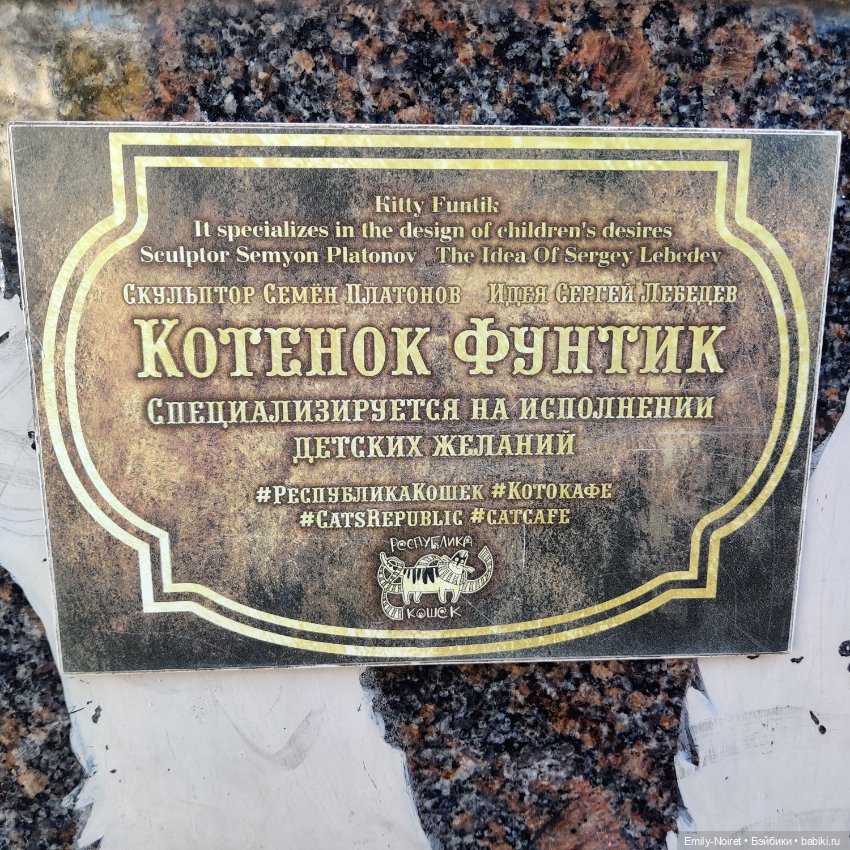 Kitty Funtik
It specializes in the design of children's desires
Sculptor Semyon Platonov The Idea Of Sergey Lebedev
Скульптор Семён Платонов Идея Сергей Лебецев
Котенок Фунтик
Специализируется на исполнении
детских желаний
#РеспубликаКошек #Котокафе
#CatsRepublic #catcafe
РеСПУБЛИКА
КОШеК
Emily-Noiret • Бэйбики • babiki.ru